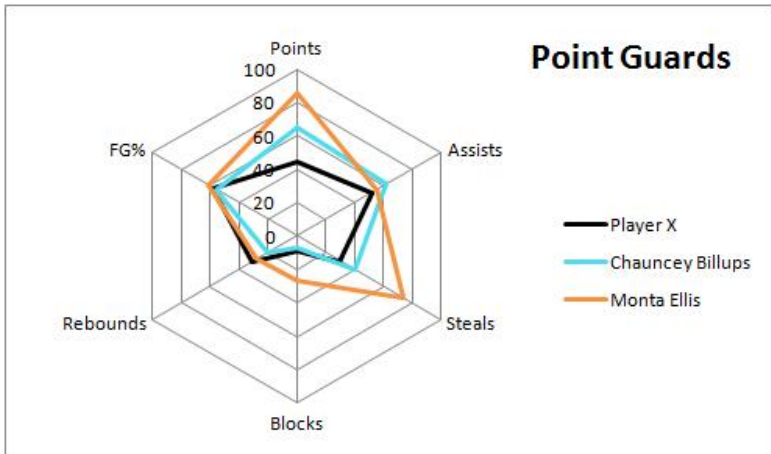 Point Guards
Points
100
80
60
40
20
0
FG%
Assists
Rebounds
Steals
Blocks
Player X
Chauncey Billups
Monta Ellis